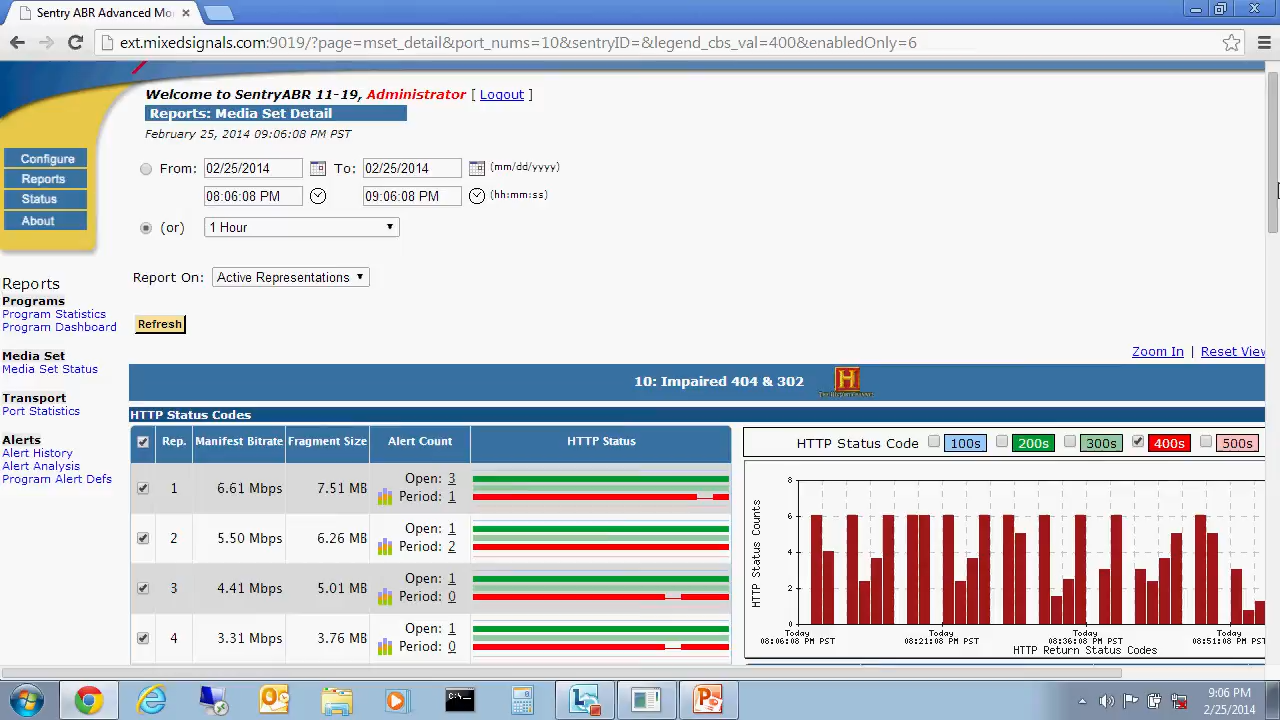 Sentry ABR Advanced Mo
ext.mixedsignals.com:9019/?page=mset_detail&port_nums=10&sentryID=&legend_cbs_val=400&enabledOnly=6
Welcome to SentryABR 11-19, Administrator [ Logout ]
Reports: Media Set Detail
February 25, 2014 09:06:08 PM PST
Configure
Reports
Status
About
From: 02/25/2014 To: 02/25/2014 (mm/dd/yyyy)
08:06:08 PM 09:06:08 PM (hh:mm:ss)
(or) 1 Hour
Report On: Active Representations
Refresh
Reports
Programs
Program Statistics
Program Dashboard
Media Set
Media Set Status
Transport
Port Statistics
Alerts
Alert History
Alert Analysis
Program Alert Defs
Zoom In | Reset View
10: Impaired 404 & 302
H
HTTP Status Codes
Rep. Manifest Bitrate Fragment Size Alert Count HTTP Status
1 6.61 Mbps 7.51 MB Open: 3
Period: 1
2 5.50 Mbps 6.26 MB Open: 1
Period: 2
3 4.41 Mbps 5.01 MB Open: 1
Period: 0
4 3.31 Mbps 3.76 MB Open: 1
Period: 0
HTTP Status Code 100s 200s 300s 400s 500s
HTTP Status Counts
8
6
4
2
0
Today Today Today Today
08:06:08 PM PST 08:21:08 PM PST 08:36:08 PM PST 08:51:08 PM PST
HTTP Return Status Codes
9:06 PM
2/25/2014